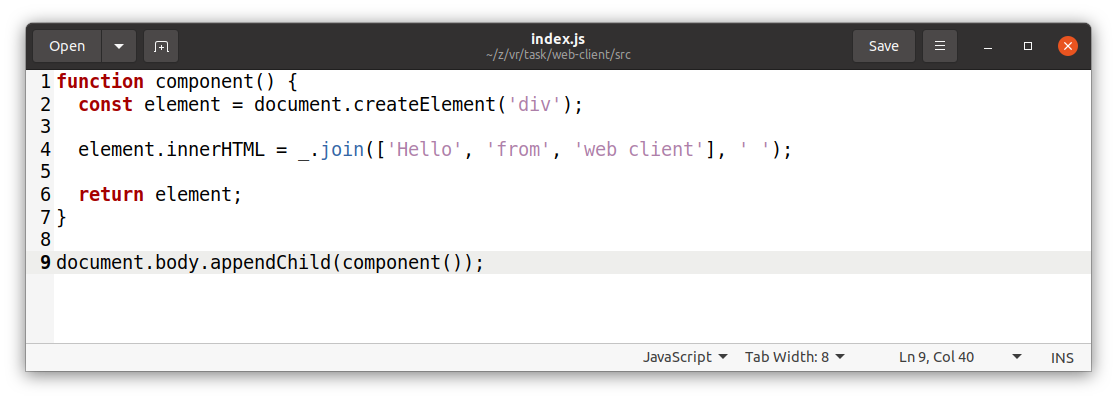 Open
index.js
~/z/vr/task/web-client/src
Save
1 function component() {
2   const element = document.createElement('div');
3
4   element.innerHTML = _.join(['Hello', 'from', 'web client'], ' ');
5
6   return element;
7 }
8
9 document.body.appendChild(component());
JavaScript Tab Width: 8 Ln 9, Col 40 INS